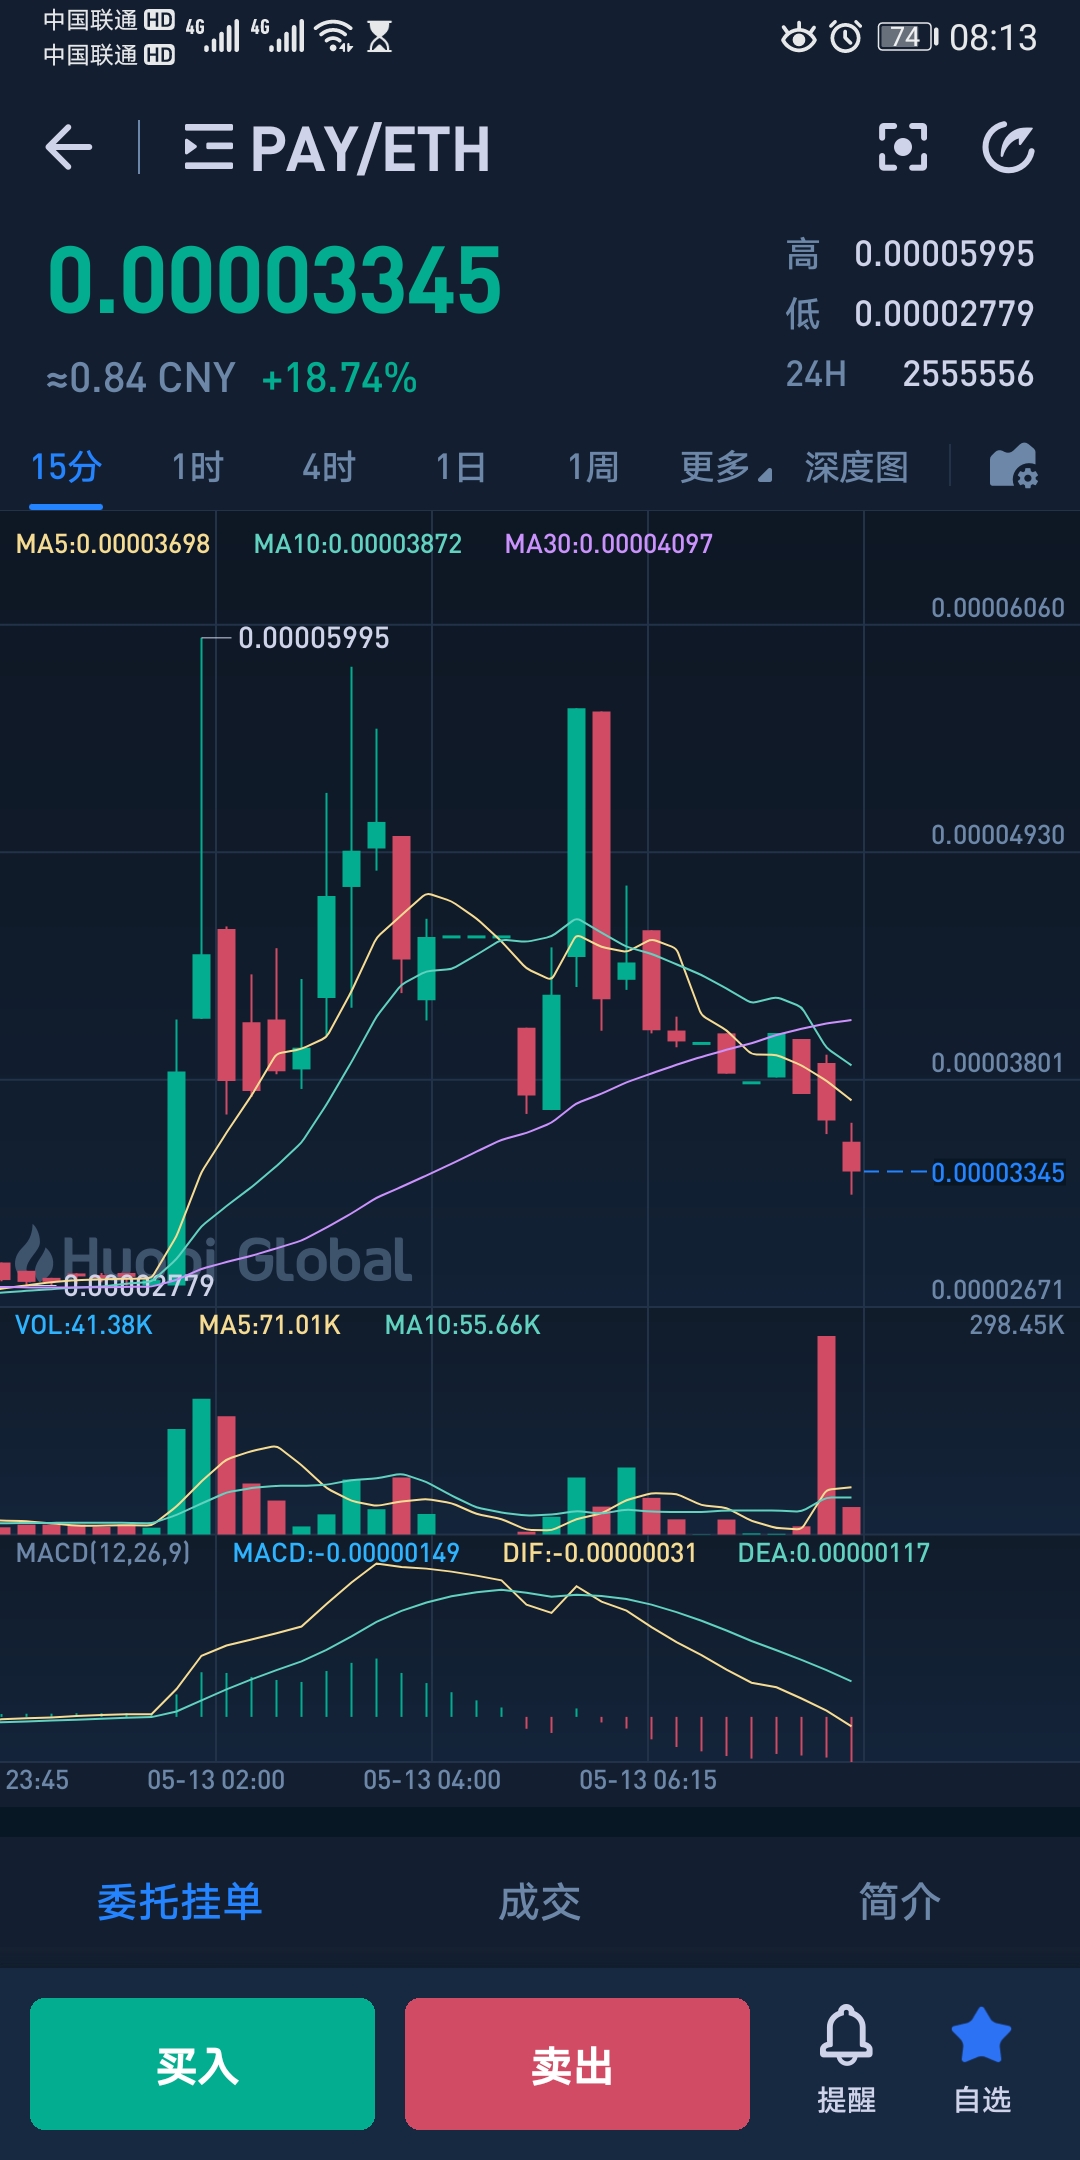 中国联通 HD 4G 4G 74 08:13
中国联通 HD
PAY/ETH
0.00003345
≈0.84 CNY +18.74%
高 0.00005995
低 0.00002779
24H 2555556
15分 1时 4时 1日 1周 更多 深度图
MA5:0.00003698 MA10:0.00003872 MA30:0.00004097
0.00006060
0.00005995
0.00004930
0.00003801
0.00003345
Huobi Global
0.00002779
0.00002671
VOL:41.38K MA5:71.01K MA10:55.66K 298.45K
MACD(12,26,9) MACD:-0.00000149 DIF:-0.00000031 DEA:0.00000117
23:45 05-13 02:00 05-13 04:00 05-13 06:15
委托挂单 成交 简介
买入 卖出 提醒 自选